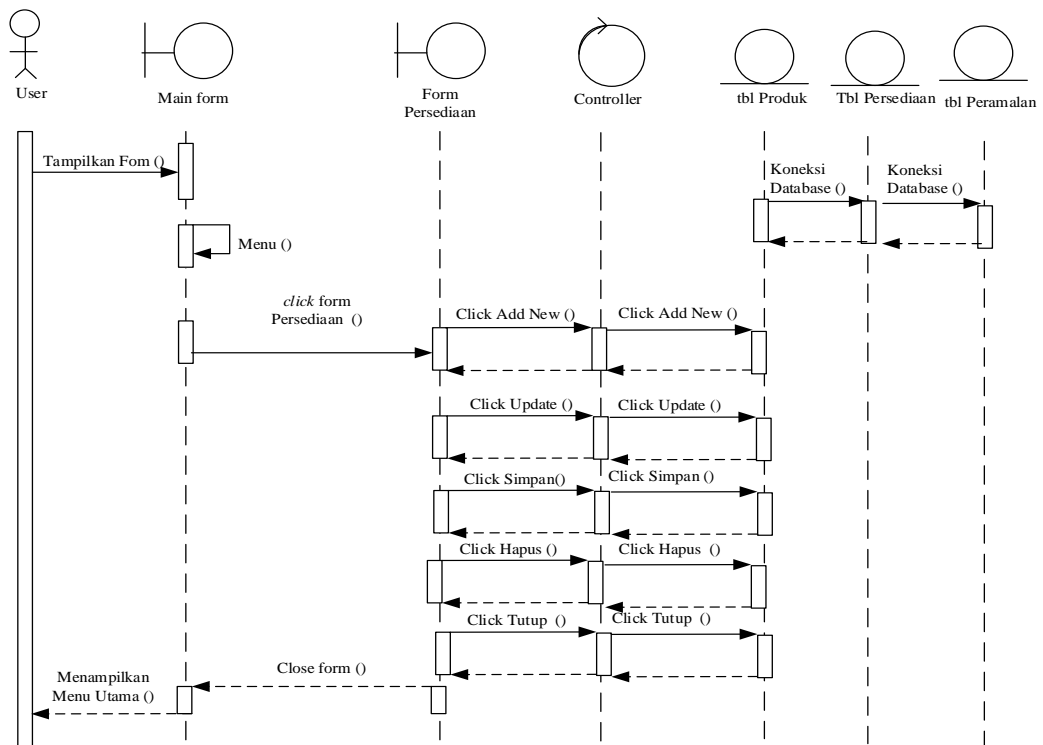 User
Main form
Form
Persediaan
Controller
tbl Produk
Tbl Persediaan
tbl Peramalan
Tampilkan Fom ()
Koneksi
Database ()
Koneksi
Database ()
Menu ()
click form
Persediaan ()
Click Add New ()
Click Add New ()
Click Update ()
Click Update ()
Click Simpan()
Click Simpan ()
Click Hapus ()
Click Hapus ()
Click Tutup ()
Click Tutup ()
Close form ()
Menampilkan
Menu Utama ()